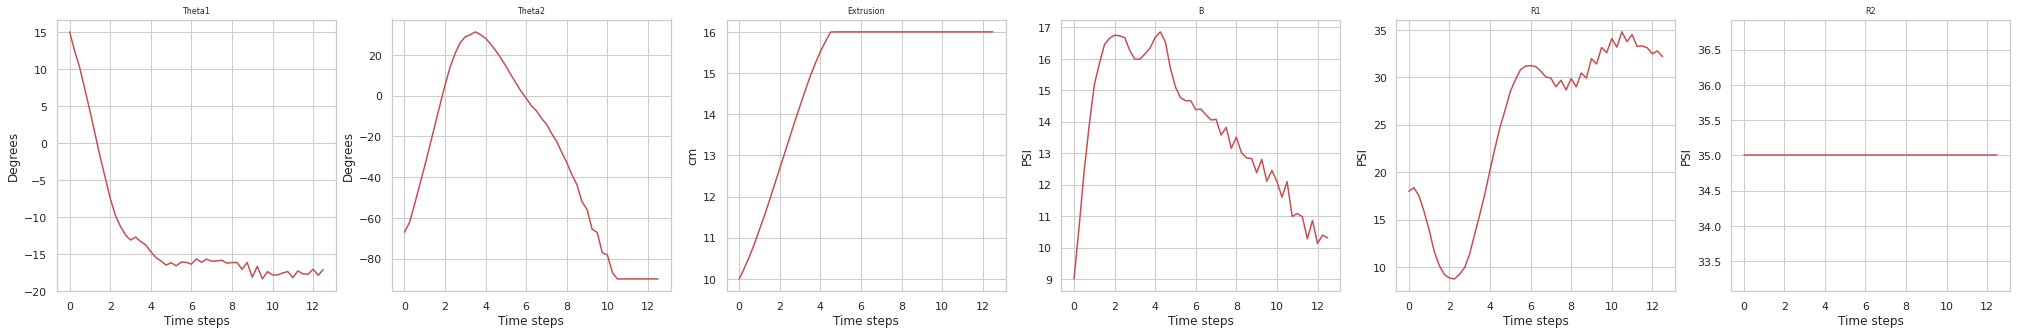 Theta1
Degrees
15
10
5
0
−5
−10
−15
−20
0 2 4 6 8 10 12
Time steps
Theta2
Degrees
20
0
−20
−40
−60
−80
0 2 4 6 8 10 12
Time steps
Extrusion
cm
16
15
14
13
12
11
10
0 2 4 6 8 10 12
Time steps
B
PSI
17
16
15
14
13
12
11
10
9
0 2 4 6 8 10 12
Time steps
R1
PSI
35
30
25
20
15
10
0 2 4 6 8 10 12
Time steps
R2
PSI
36.5
36.0
35.5
35.0
34.5
34.0
33.5
0 2 4 6 8 10 12
Time steps